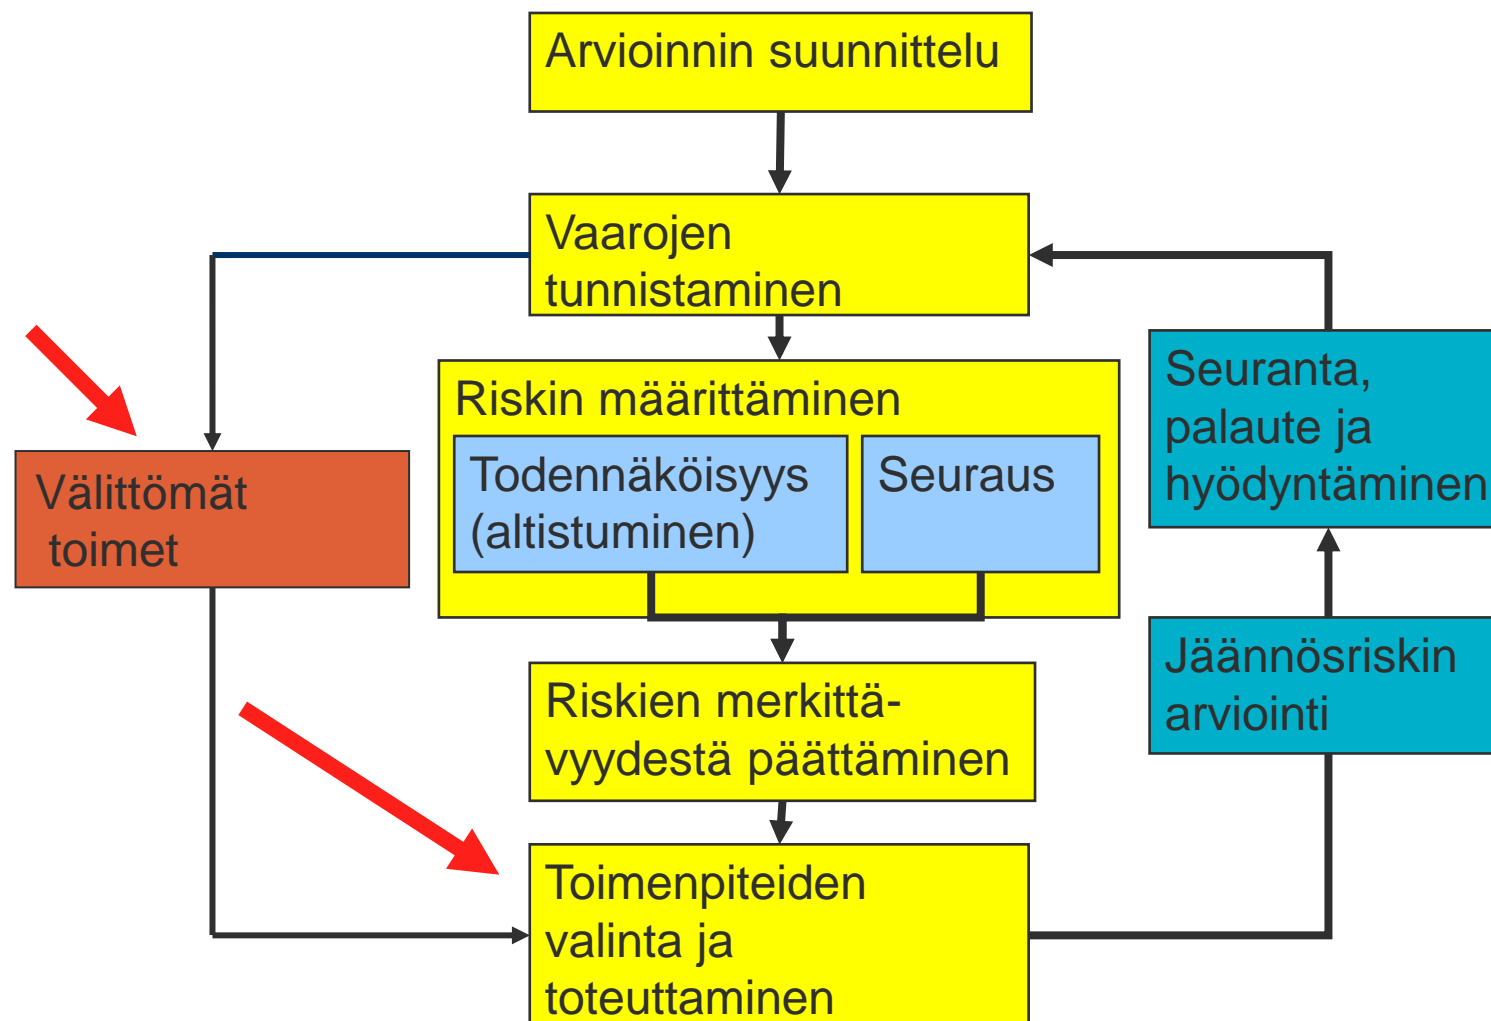 Arvioinnin suunnittelu
Vaarojen
tunnistaminen
Riskin määrittäminen
Todennäköisyys
(altistuminen)
Seuraus
Välittömät
toimet
Seuranta,
palaute ja
hyödyntäminen
Riskien merkittä-
vyydestä päättäminen
Jäännösriskin
arviointi
Toimenpiteiden
valinta ja
toteuttaminen